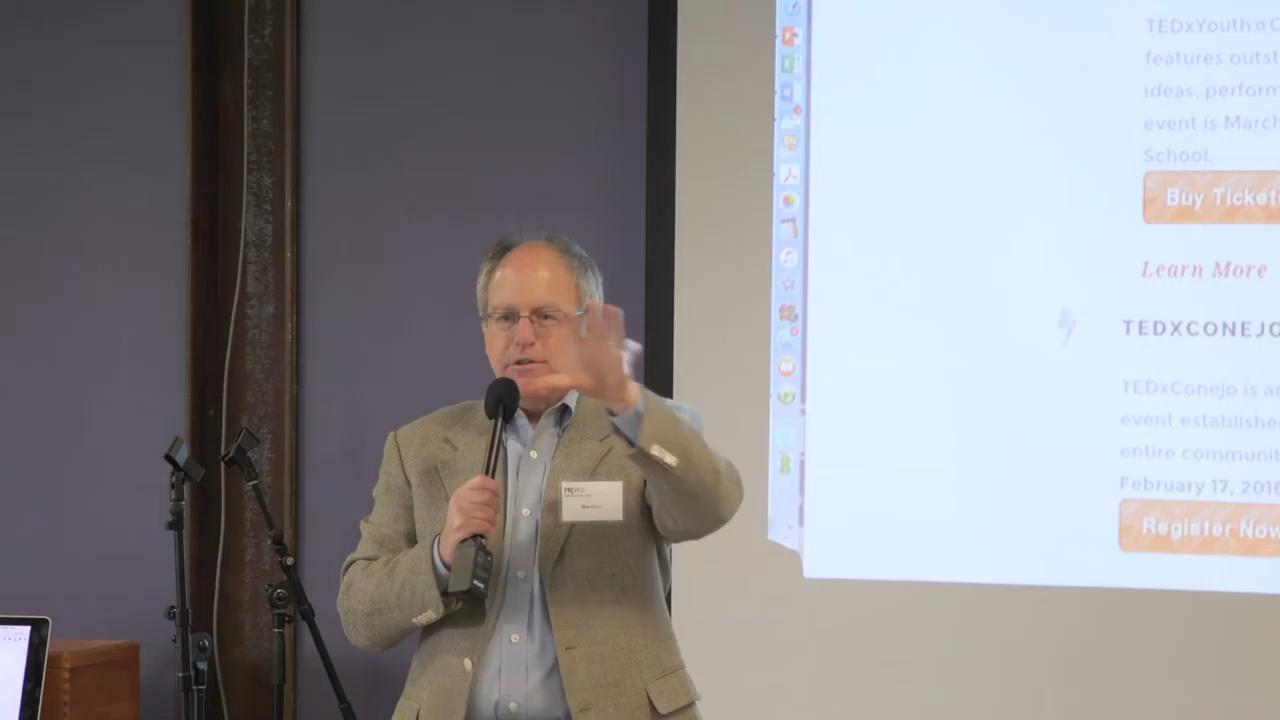 TEDxYouth@C
features outst
ideas, perform
event is March
School.
Buy Ticket
Learn More
TEDXCONEJO
TEDxConejo is an
event establishe
entire communit
February 17, 2016
Register Now